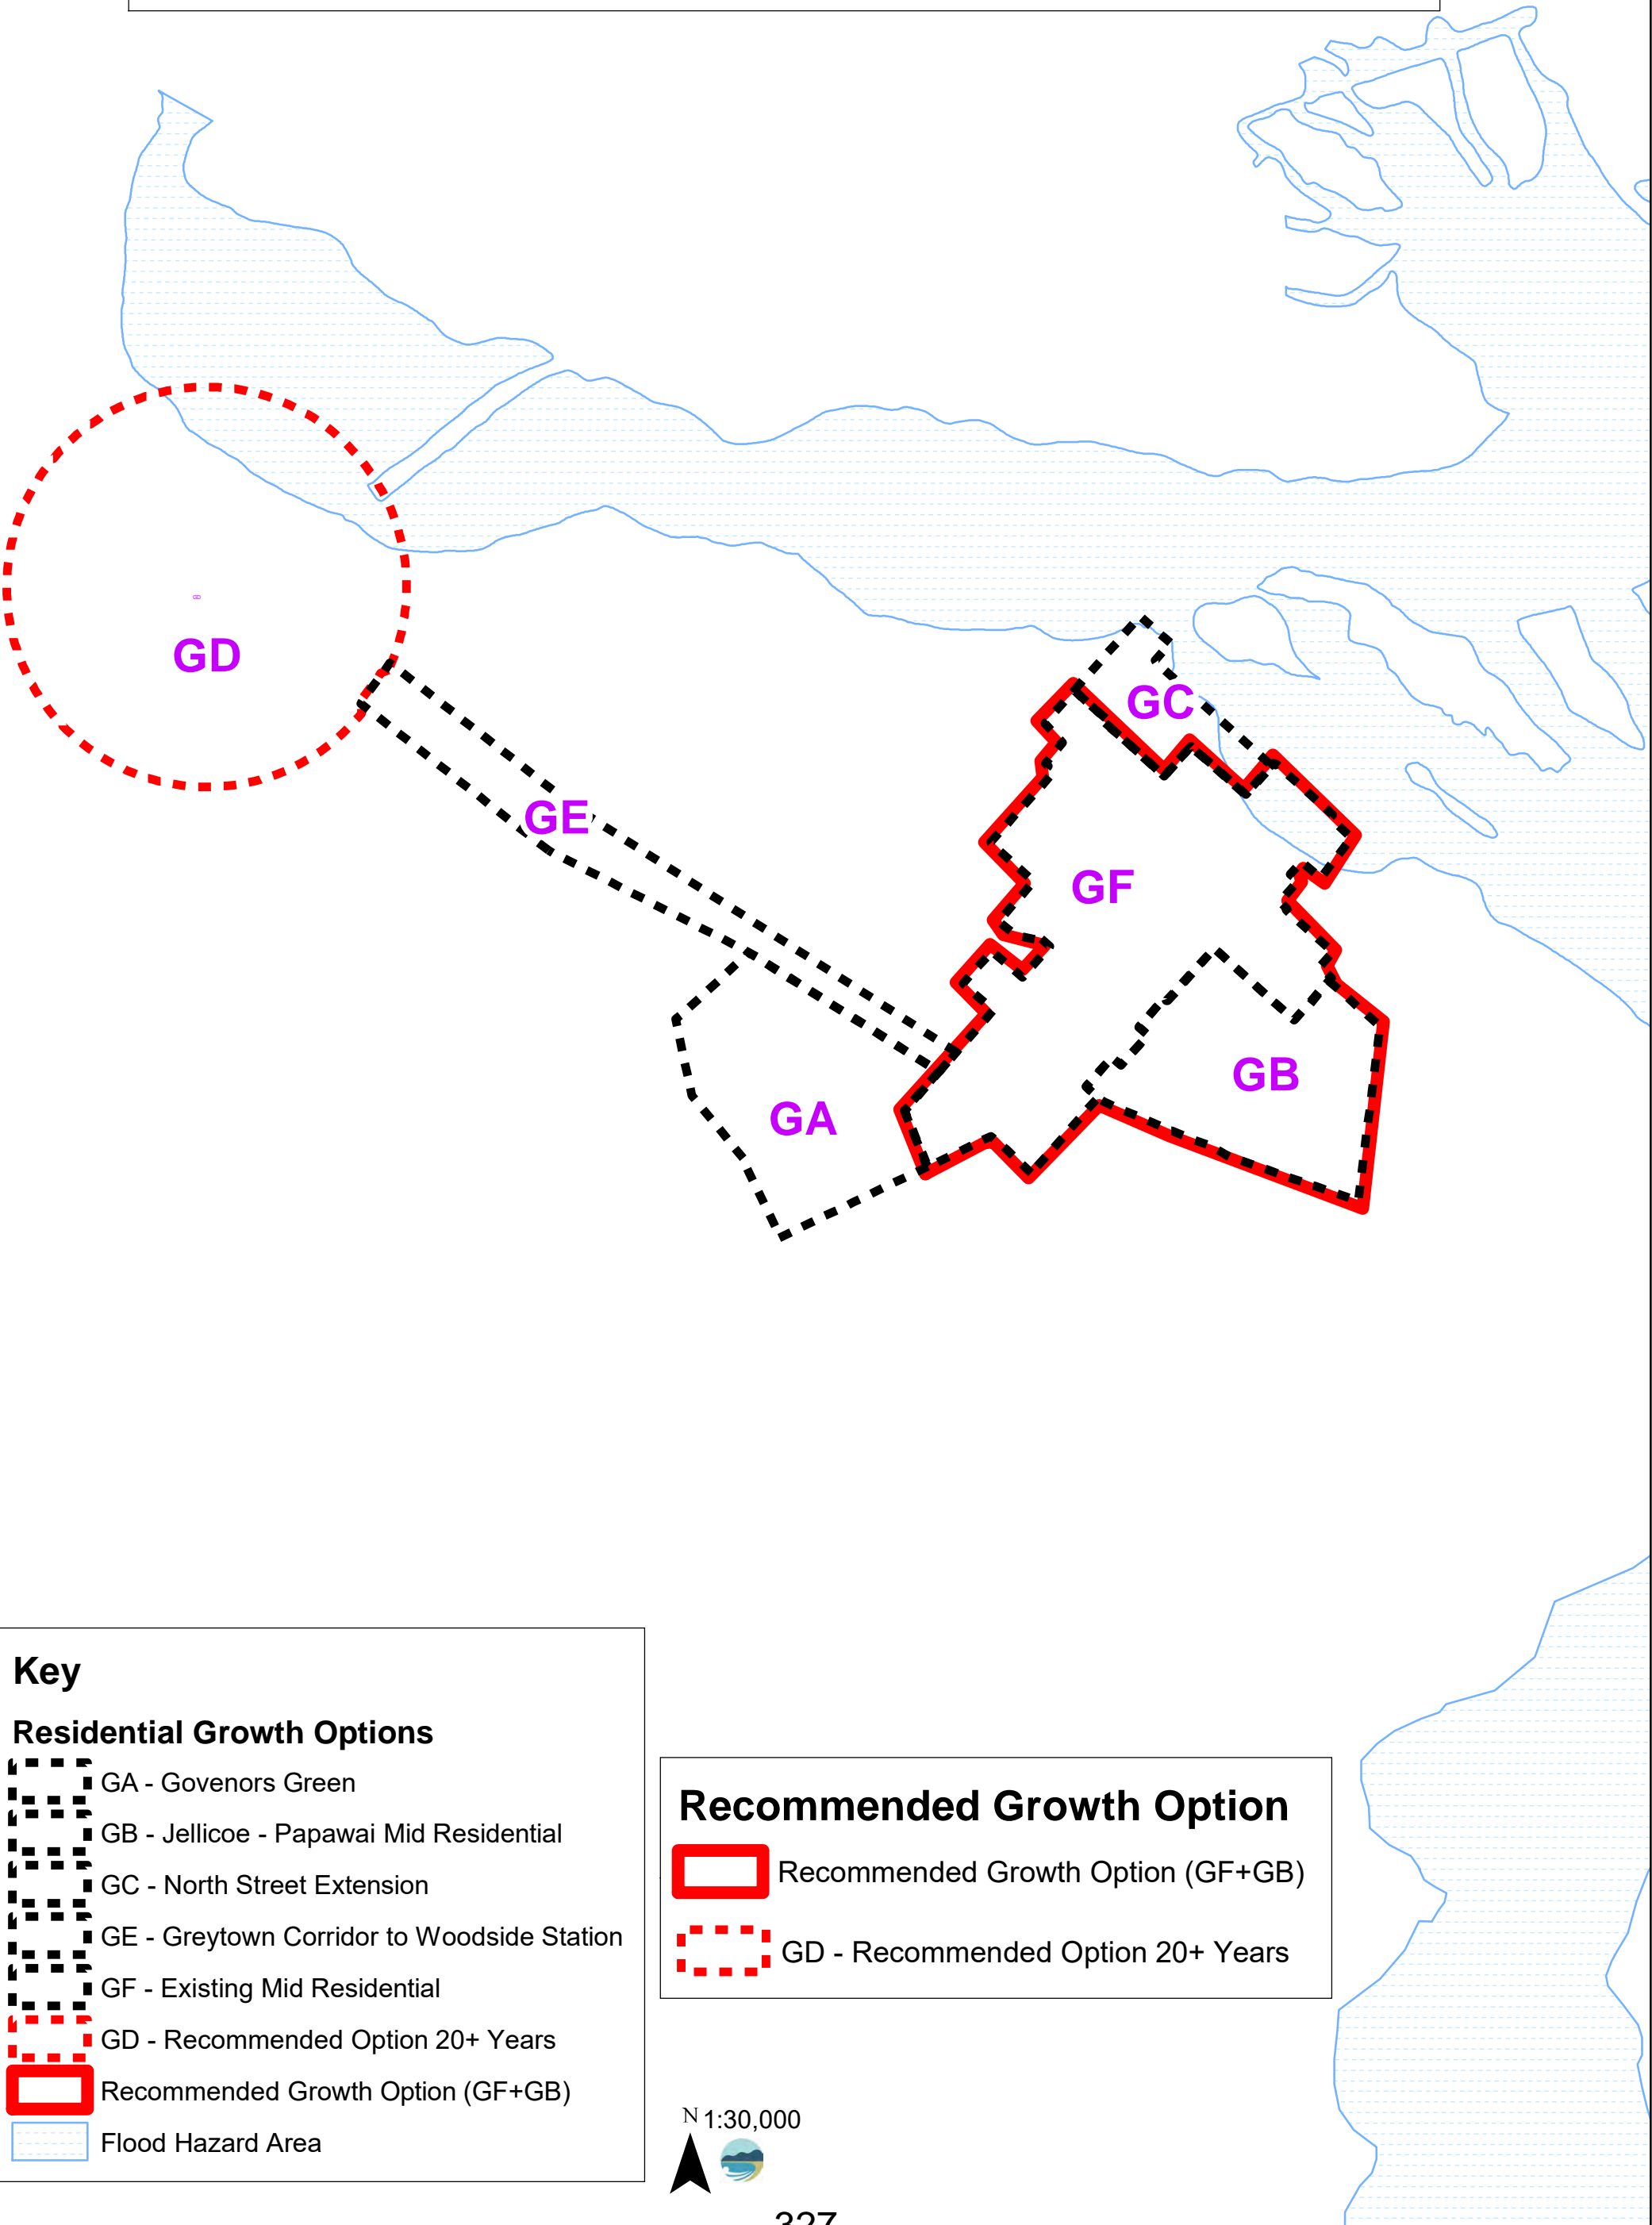 GD
GC
GE
GF
GB
GA
Key
Residential Growth Options
GA - Govenors Green
GB - Jellicoe - Papawai Mid Residential
GC - North Street Extension
GE - Greytown Corridor to Woodside Station
GF - Existing Mid Residential
GD - Recommended Option 20+ Years
Recommended Growth Option (GF+GB)
Flood Hazard Area
Recommended Growth Option
Recommended Growth Option (GF+GB)
GD - Recommended Option 20+ Years
N 1:30,000
327